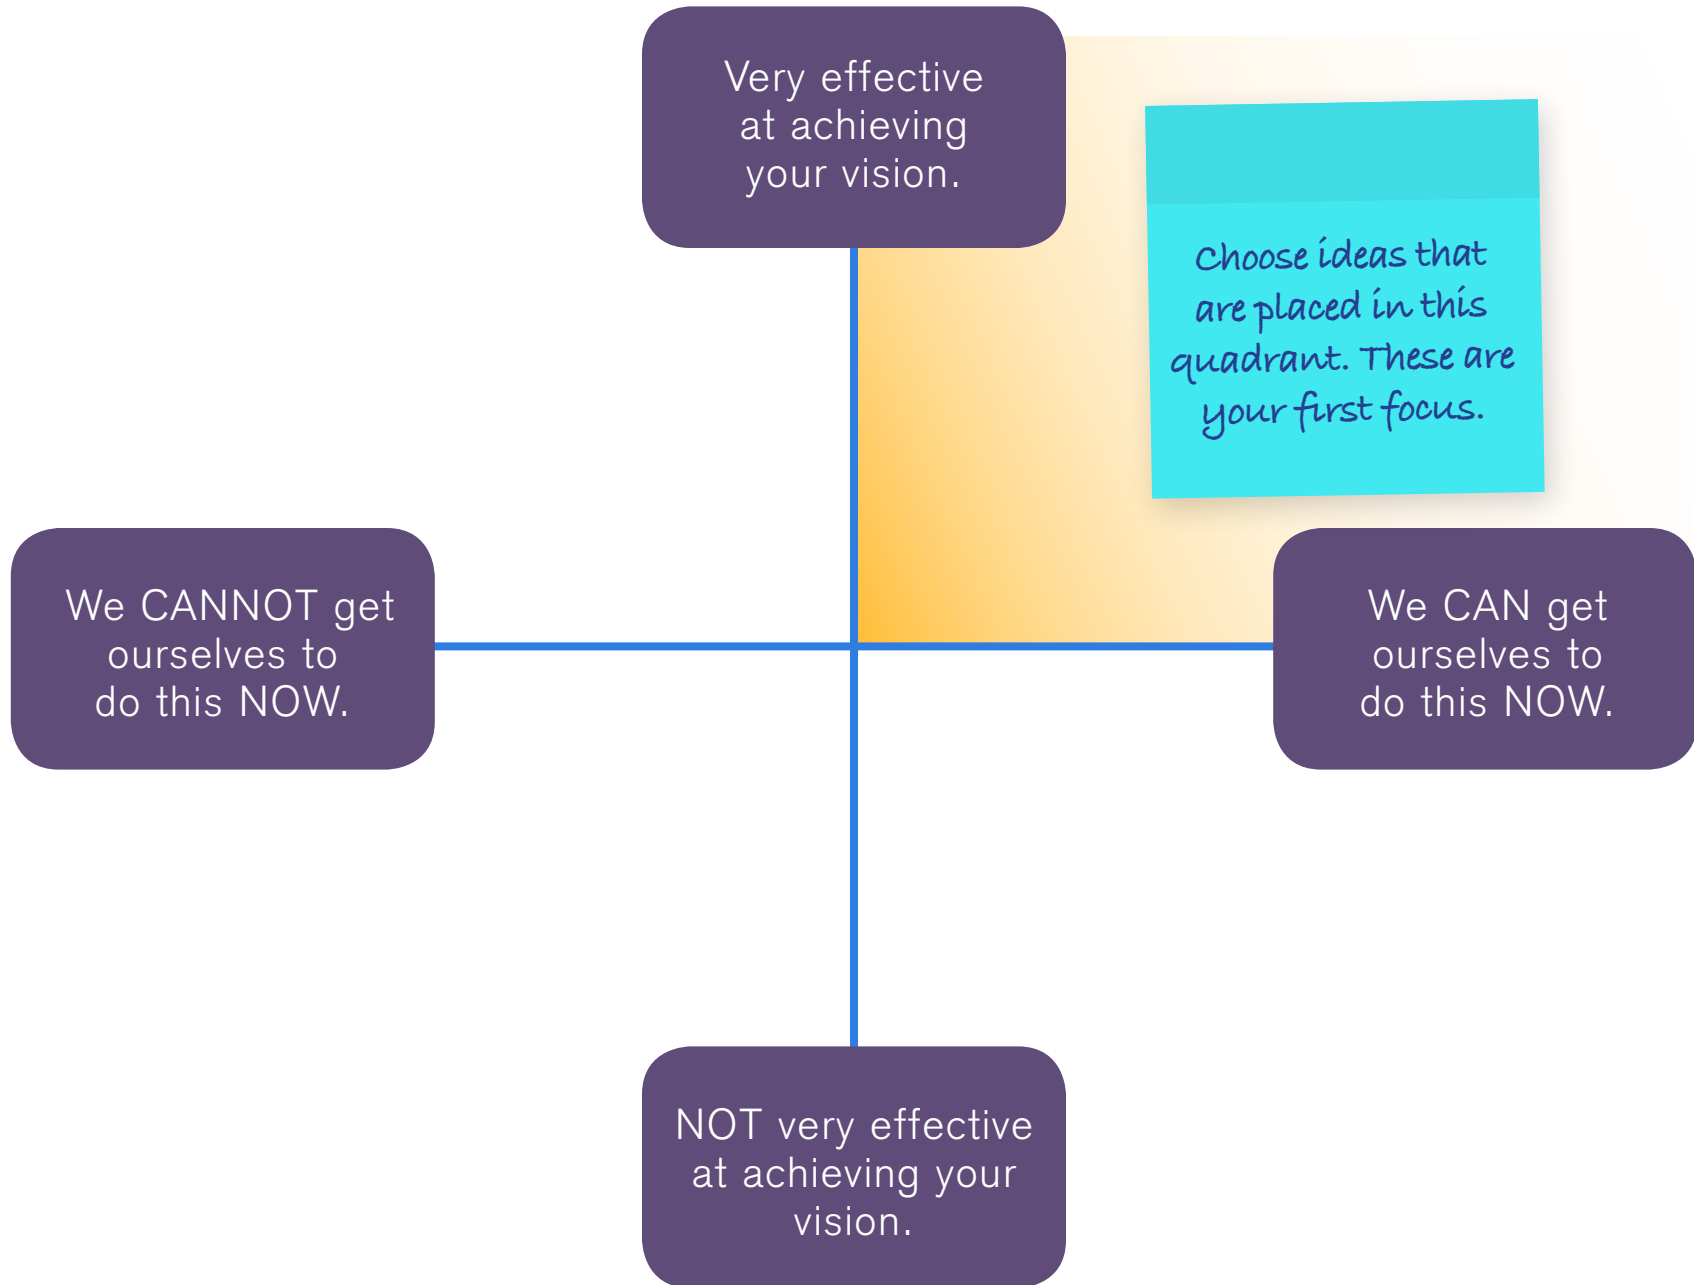 Very effective
at achieving
your vision.
Choose ideas that
are placed in this
quadrant. These are
your first focus.
We CANNOT get
ourselves to
do this NOW.
We CAN get
ourselves to
do this NOW.
NOT very effective
at achieving your
vision.